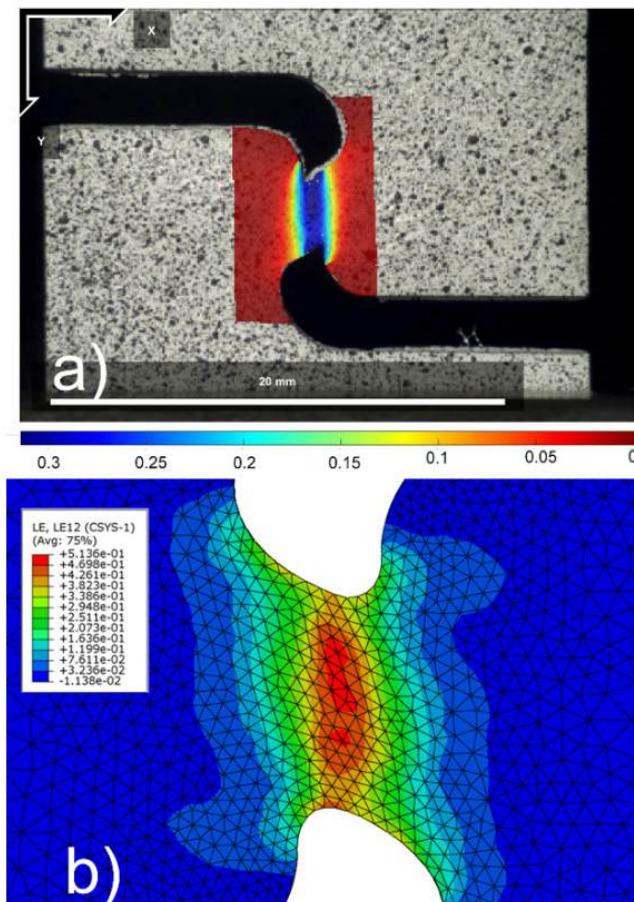 X
Y
a)
20 mm
0.3 0.25 0.2 0.15 0.1 0.05 0
LE, LE12 (CSYS-1)
(Avg: 75%)
+5.136e-01
+4.698e-01
+4.261e-01
+3.823e-01
+3.386e-01
+2.948e-01
+2.511e-01
+2.073e-01
+1.636e-01
+1.199e-01
+7.611e-02
+3.236e-02
-1.138e-02
b)